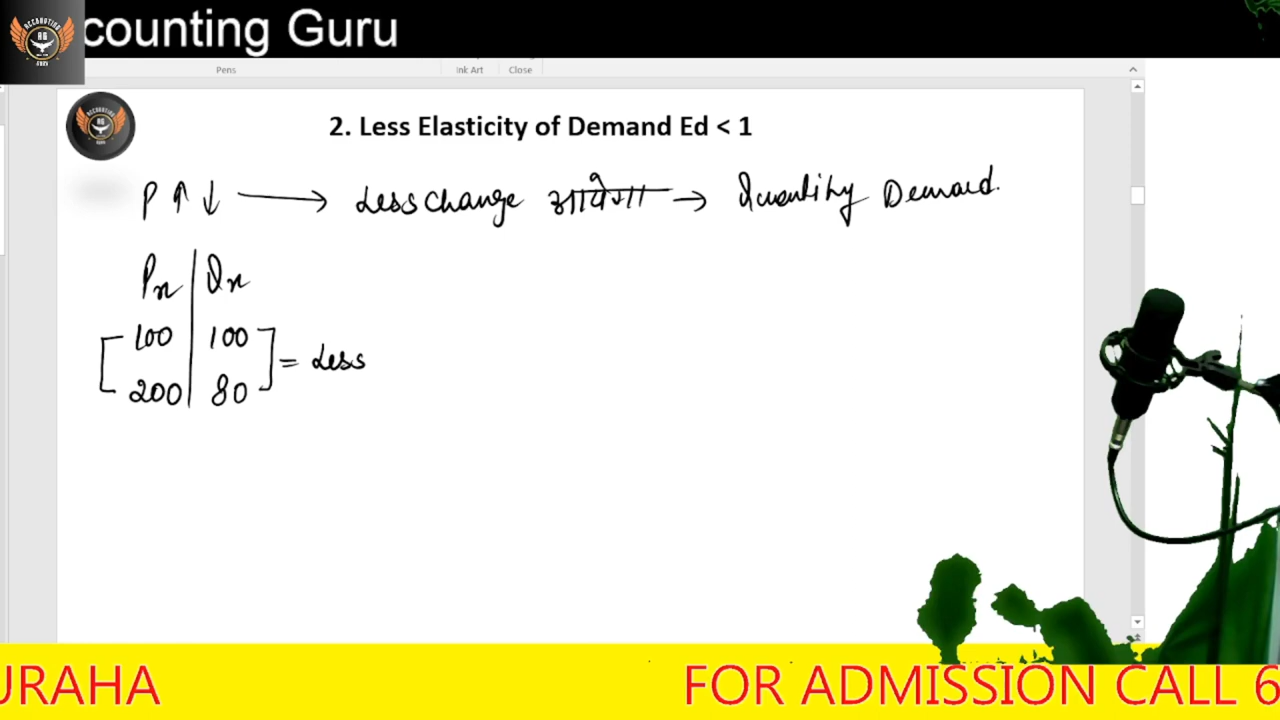 counting Guru
Pens Ink Art Close
2. Less Elasticity of Demand Ed < 1
P ↑ ↓ → Less change आयेगा → Quantity Demand.
Px | Qx
100 | 100
200 | 80
= Less
URAHA FOR ADMISSION CALL 6